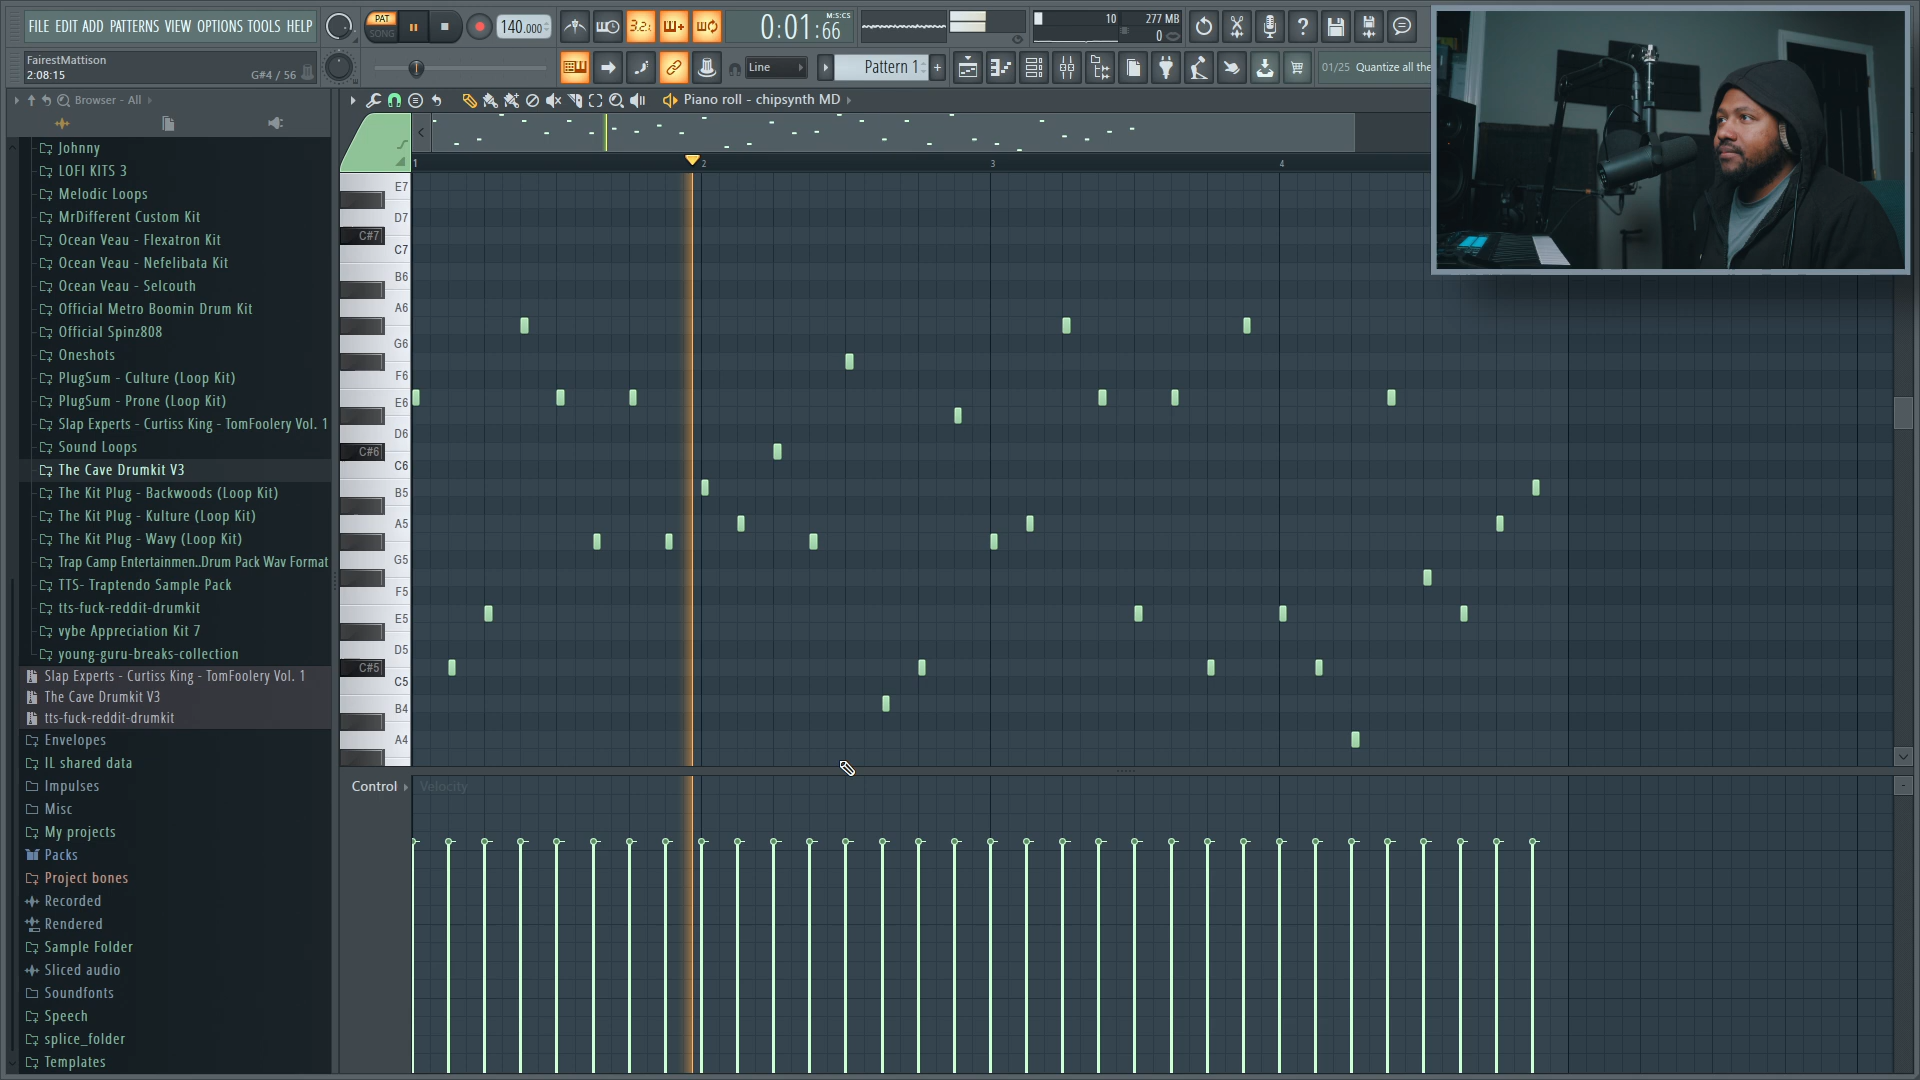 FILE EDIT ADD PATTERNS VIEW OPTIONS TOOLS HELP
PAT
SONG
140.000
3.2:
0:01:66
M:S:CS
10
277 MB
0
FairestMattison
2:08:15
G#4 / 56
Line
Pattern 1
+
01/25 Quantize all the
Browser - All
Piano roll - chipsynth MD
1
2
3
4
Johnny
LOFI KITS 3
Melodic Loops
MrDifferent Custom Kit
Ocean Veau - Flexatron Kit
Ocean Veau - Nefelibata Kit
Ocean Veau - Selcouth
Official Metro Boomin Drum Kit
Official Spinz808
Oneshots
PlugSum - Culture (Loop Kit)
PlugSum - Prone (Loop Kit)
Slap Experts - Curtiss King - TomFoolery Vol. 1
Sound Loops
The Cave Drumkit V3
The Kit Plug - Backwoods (Loop Kit)
The Kit Plug - Kulture (Loop Kit)
The Kit Plug - Wavy (Loop Kit)
Trap Camp Entertainmen..Drum Pack Wav Format
TTS- Traptendo Sample Pack
tts-fuck-reddit-drumkit
vybe Appreciation Kit 7
young-guru-breaks-collection
Slap Experts - Curtiss King - TomFoolery Vol. 1
The Cave Drumkit V3
tts-fuck-reddit-drumkit
Envelopes
IL shared data
Impulses
Misc
My projects
Packs
Project bones
Recorded
Rendered
Sample Folder
Sliced audio
Soundfonts
Speech
splice_folder
Templates
E7
D7
C#7
C7
B6
A6
G6
F6
E6
D6
C#6
C6
B5
A5
G5
F5
E5
D5
C#5
C5
B4
A4
Control
Velocity